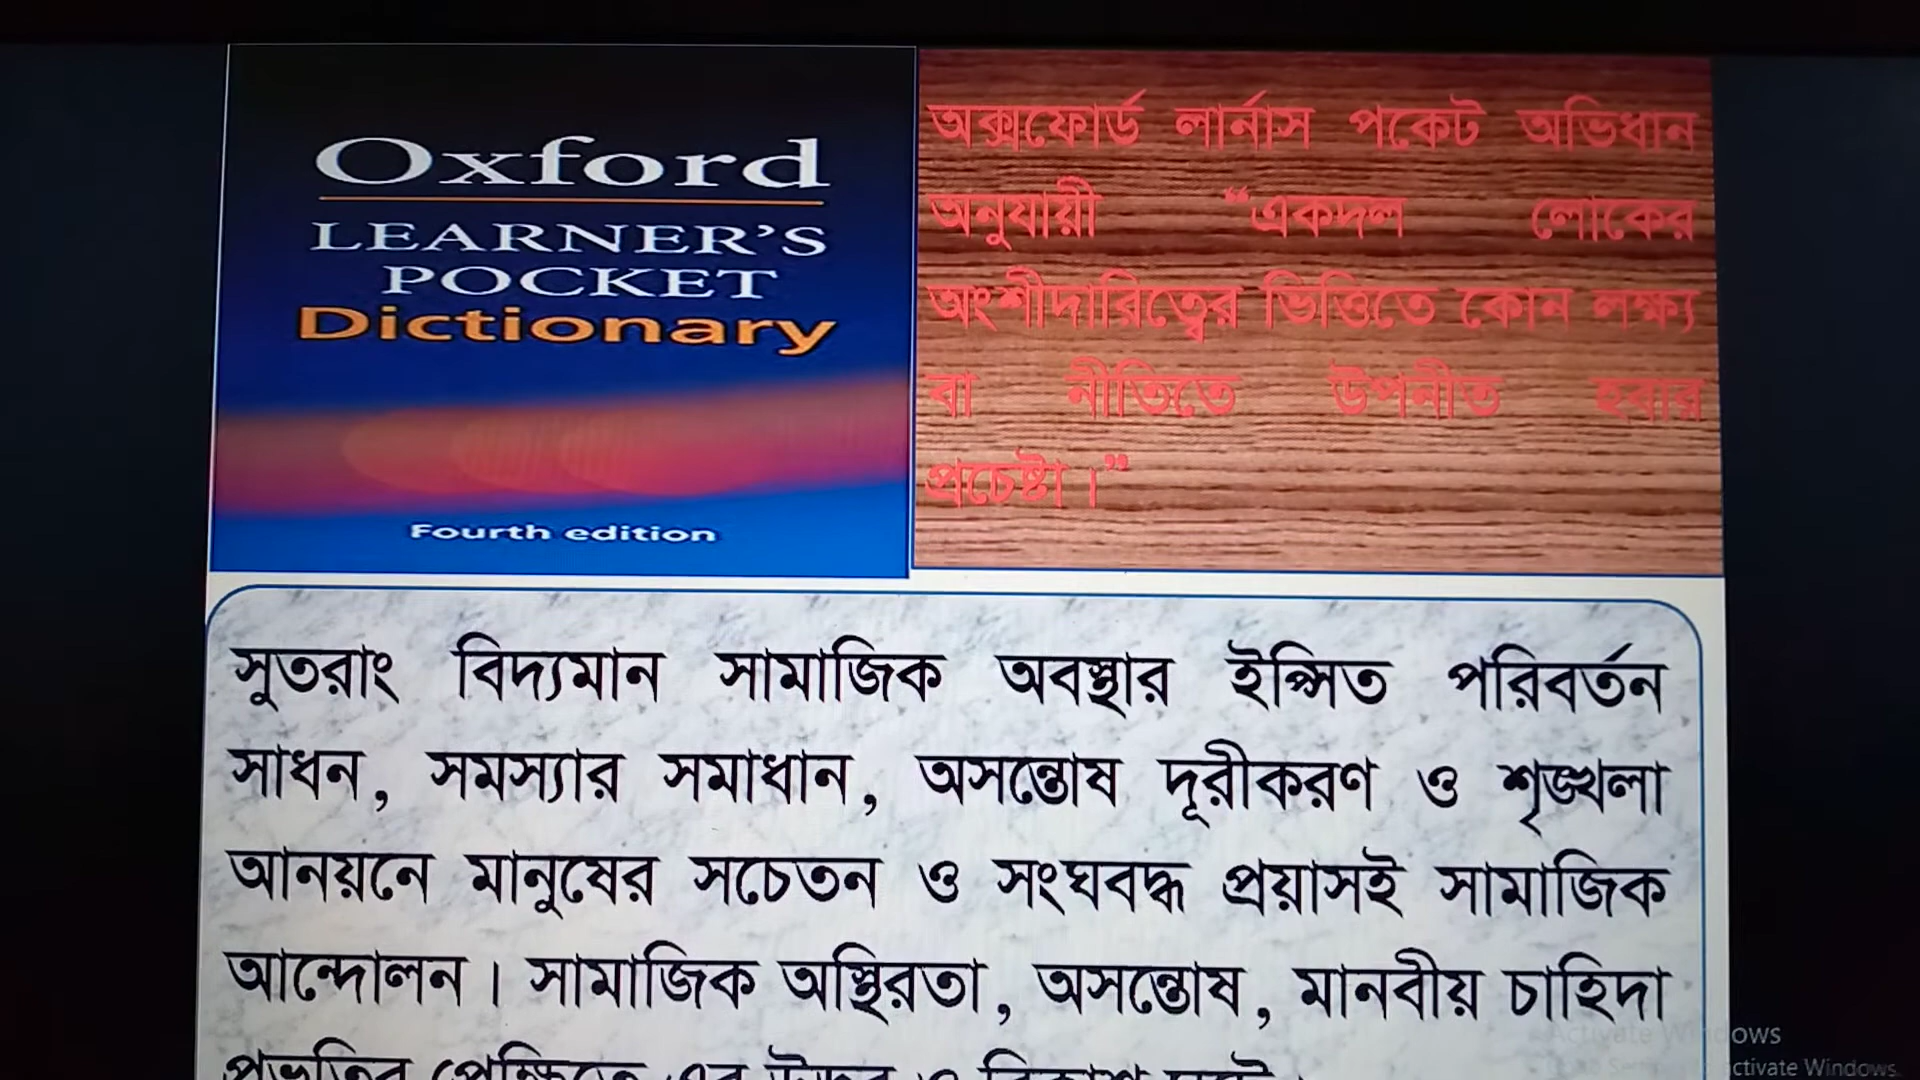 Oxford
LEARNER'S
POCKET
Dictionary
Fourth edition
অক্সফোর্ড লার্নাস পকেট অভিধান
অনুযায়ী “একদল লোকের
অংশীদারিত্বের ভিত্তিতে কোন লক্ষ্য
বা নীতিতে উপনীত হবার
প্রচেষ্টা।”
সুতরাং বিদ্যমান সামাজিক অবস্থার ইপ্সিত পরিবর্তন
সাধন, সমস্যার সমাধান, অসন্তোষ দূরীকরণ ও শৃঙ্খলা
আনয়নে মানুষের সচেতন ও সংঘবদ্ধ প্রয়াসই সামাজিক
আন্দোলন। সামাজিক অস্থিরতা, অসন্তোষ, মানবীয় চাহিদা
Activate Windows
Activate Windows.